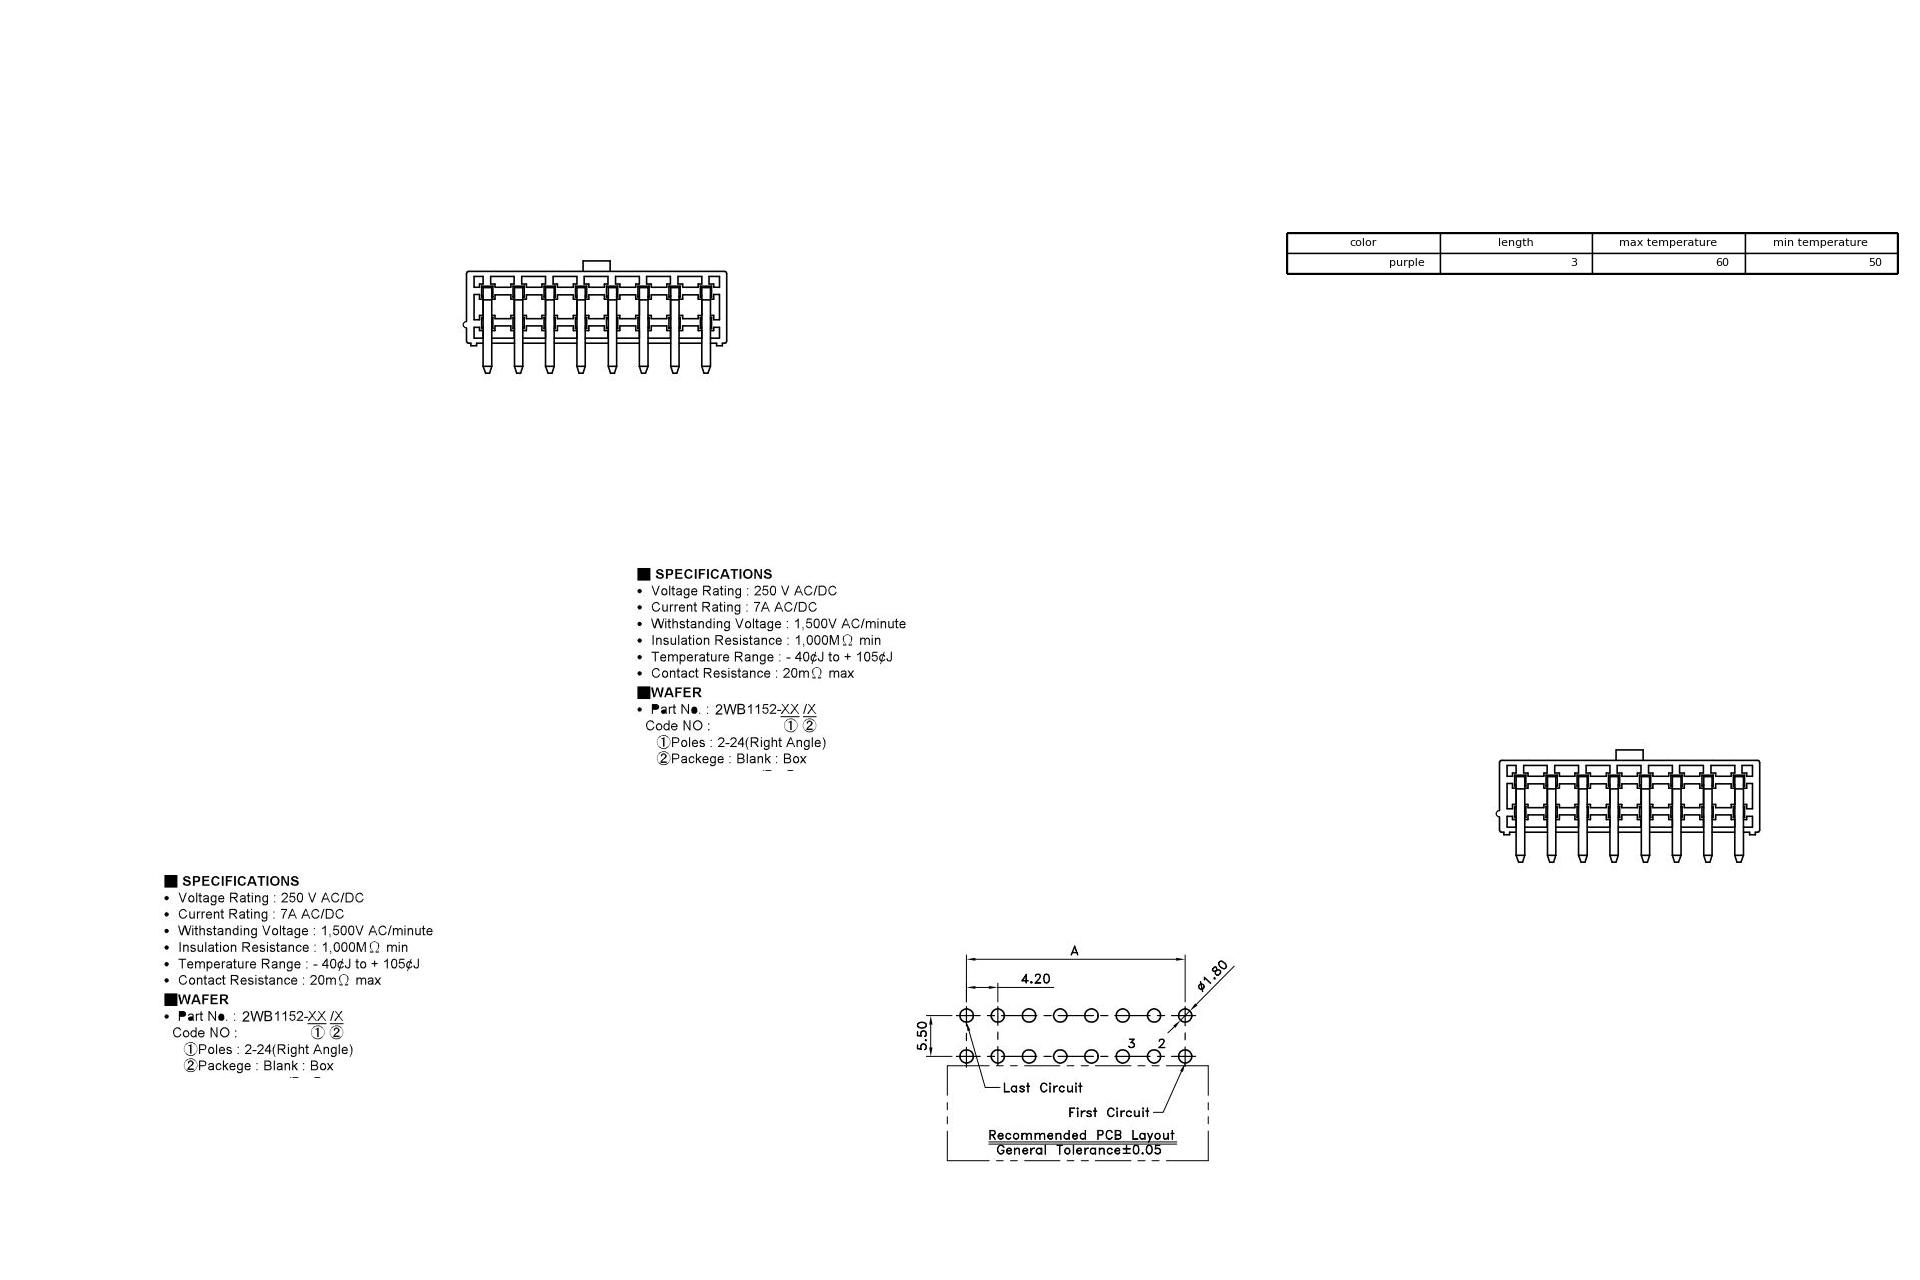 color length max temperature min temperature
purple 3 60 50
■ SPECIFICATIONS
• Voltage Rating : 250 V AC/DC
• Current Rating : 7A AC/DC
• Withstanding Voltage : 1,500V AC/minute
• Insulation Resistance : 1,000MΩ min
• Temperature Range : - 40¢J to + 105¢J
• Contact Resistance : 20mΩ max
■WAFER
• Part No. : 2WB1152-XX /X
Code NO : ① ②
①Poles : 2-24(Right Angle)
②Packege : Blank : Box
■ SPECIFICATIONS
• Voltage Rating : 250 V AC/DC
• Current Rating : 7A AC/DC
• Withstanding Voltage : 1,500V AC/minute
• Insulation Resistance : 1,000MΩ min
• Temperature Range : - 40¢J to + 105¢J
• Contact Resistance : 20mΩ max
■WAFER
• Part No. : 2WB1152-XX /X
Code NO : ① ②
①Poles : 2-24(Right Angle)
②Packege : Blank : Box
A
4.20
ø1.80
5.50
3 2
Last Circuit
First Circuit
Recommended PCB Layout
General Tolerance±0.05